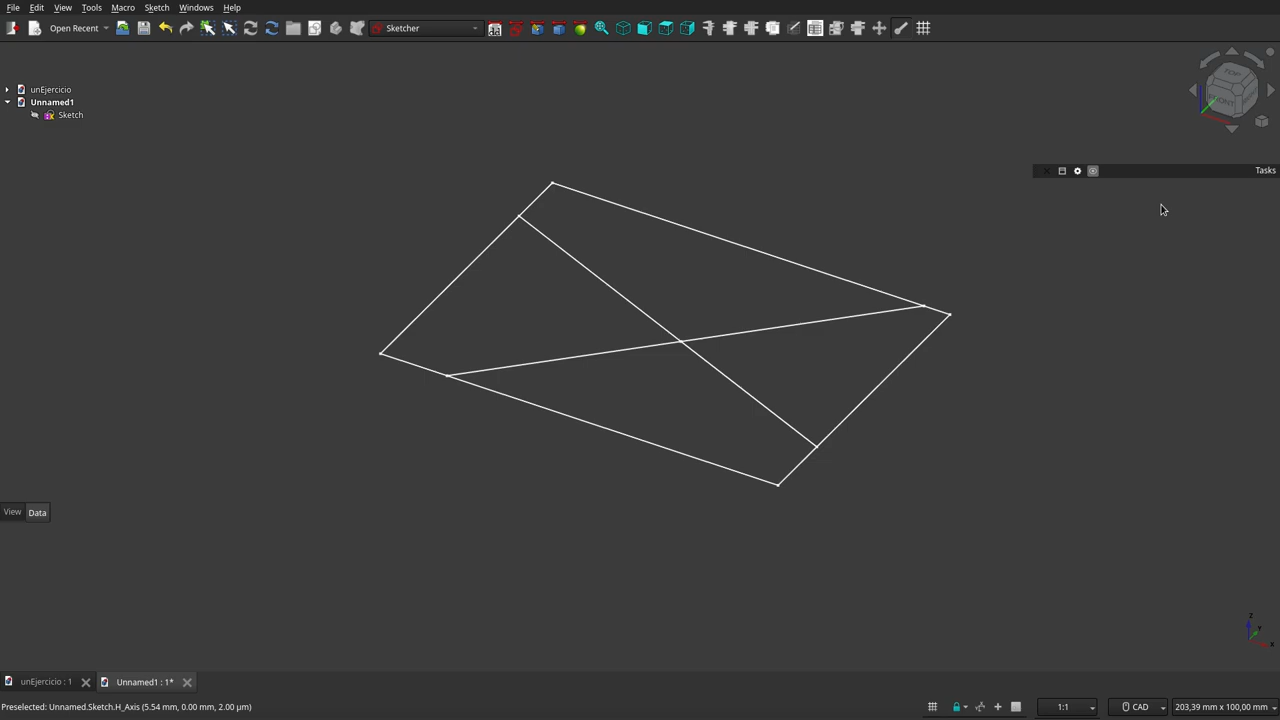 File Edit View Tools Macro Sketch Windows Help
Open Recent Sketcher
unEjercicio
Unnamed1
Sketch
TOP
FRONT
Tasks
View Data
Z
Y
X
unEjercicio : 1 Unnamed1 : 1*
Preselected: Unnamed.Sketch.H_Axis (5.54 mm, 0.00 mm, 2.00 µm) 1:1 CAD 203,39 mm x 100,00 mm